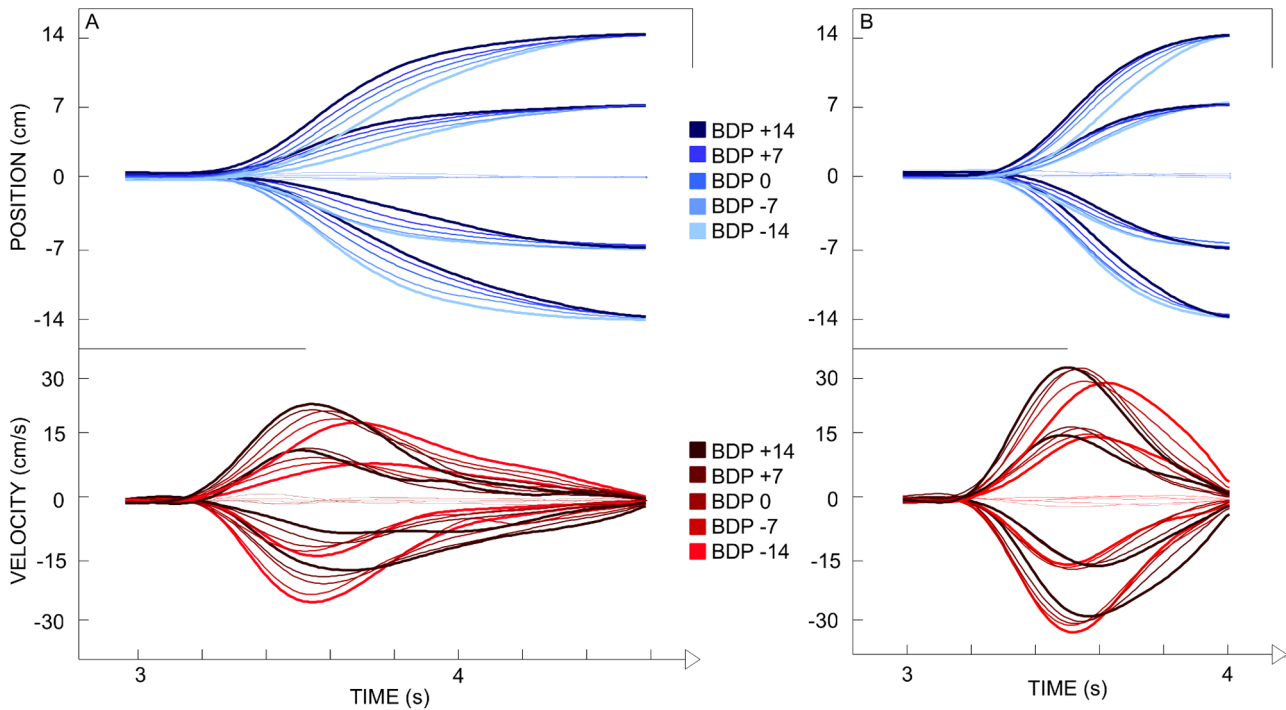 A
POSITION (cm)
14
7
0
-7
-14
BDP +14
BDP +7
BDP 0
BDP -7
BDP -14
B
14
7
0
-7
-14
VELOCITY (cm/s)
30
15
0
-15
-30
3
4
TIME (s)
BDP +14
BDP +7
BDP 0
BDP -7
BDP -14
30
15
0
-15
-30
3
4
TIME (s)